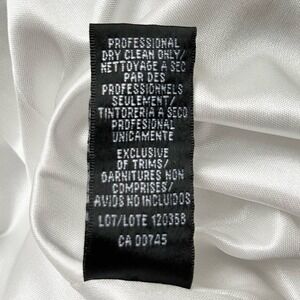 PROFESSIONAL
DRY CLEAN ONLY/
NETTOYAGE A SEC
PAR DES
PROFESSIONNELS
SEULEMENT/
TINTORERIA A SECO
PROFESIONAL
UNICAMENTE
EXCLUSIVE
OF TRIMS/
GARNITURES NON
COMPRISES/
AVIOS NO INCLUIDOS
LOT/LOTE 120358
CA 00745